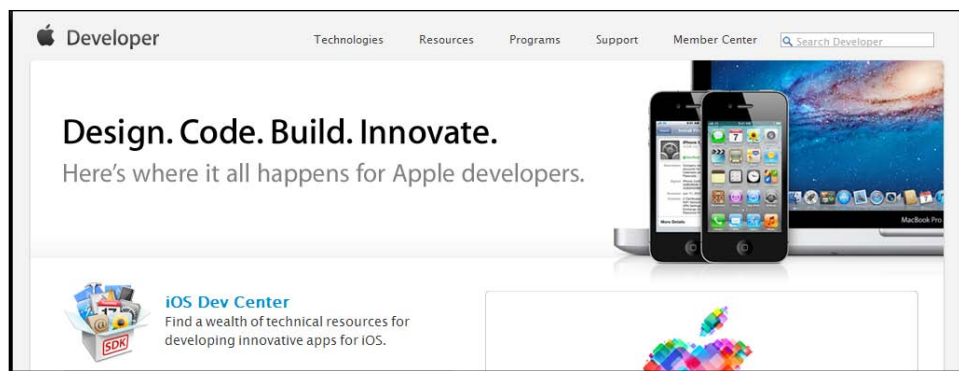 Developer
Technologies Resources Programs Support Member Center Search Developer
Design. Code. Build. Innovate.
Here's where it all happens for Apple developers.
MacBook Pro
More Details
iOS Dev Center
Find a wealth of technical resources for
developing innovative apps for iOS.
SDK